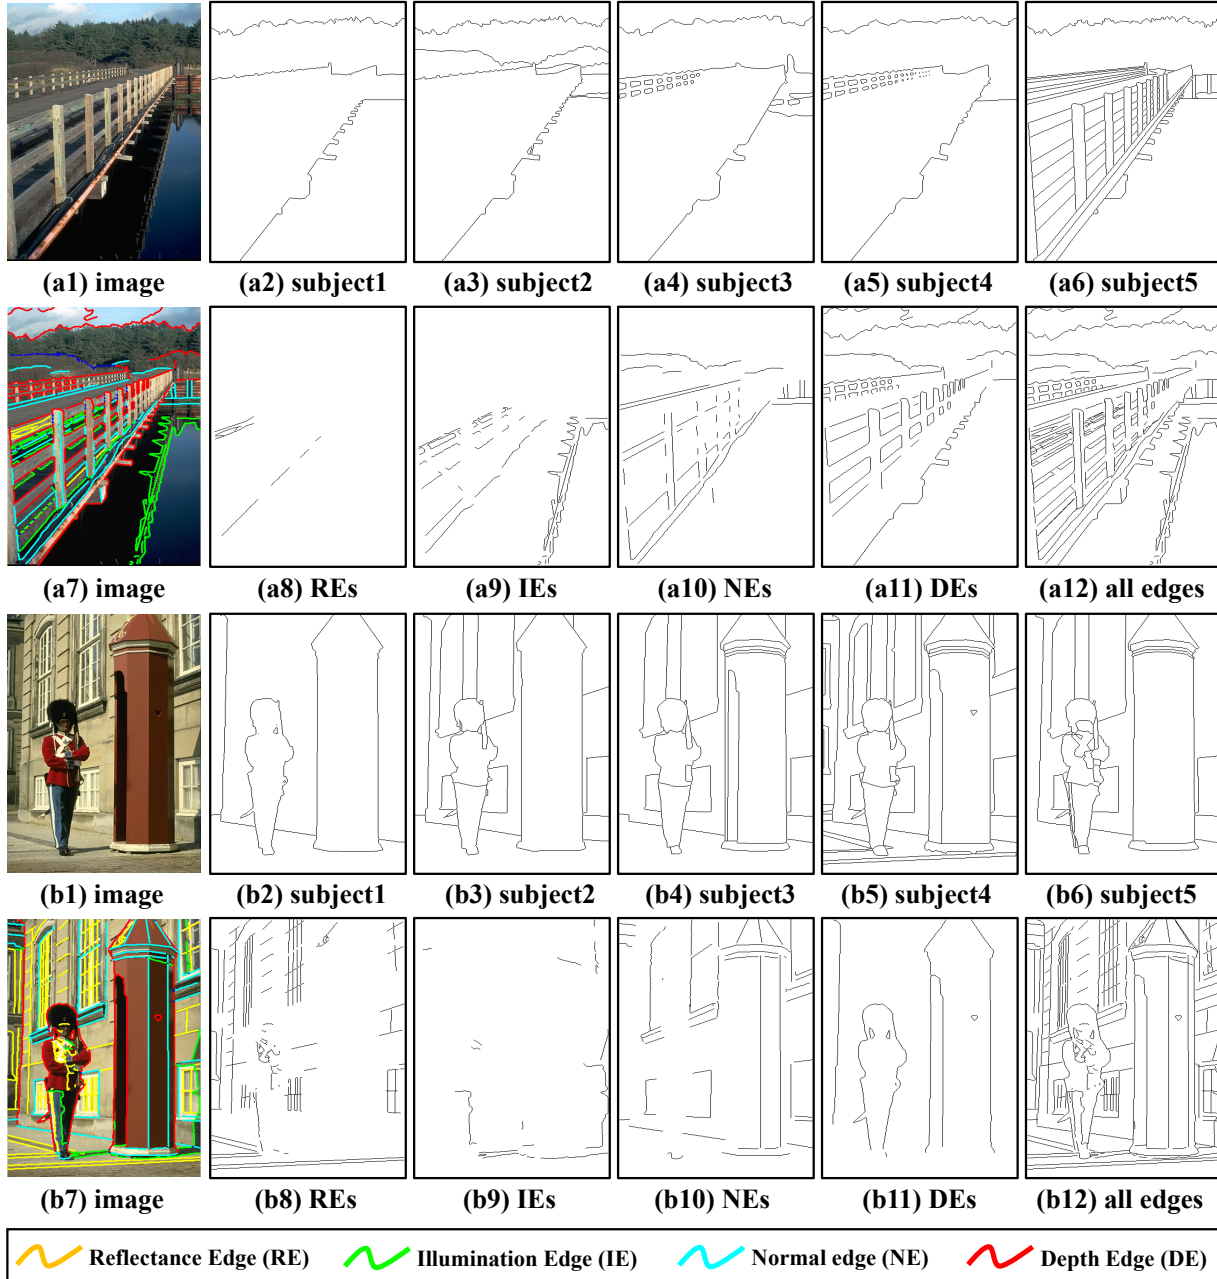 (a1) image (a2) subject1 (a3) subject2 (a4) subject3 (a5) subject4 (a6) subject5
(a7) image (a8) REs (a9) IEs (a10) NEs (a11) DEs (a12) all edges
(b1) image (b2) subject1 (b3) subject2 (b4) subject3 (b5) subject4 (b6) subject5
(b7) image (b8) REs (b9) IEs (b10) NEs (b11) DEs (b12) all edges
Reflectance Edge (RE) Illumination Edge (IE) Normal edge (NE) Depth Edge (DE)